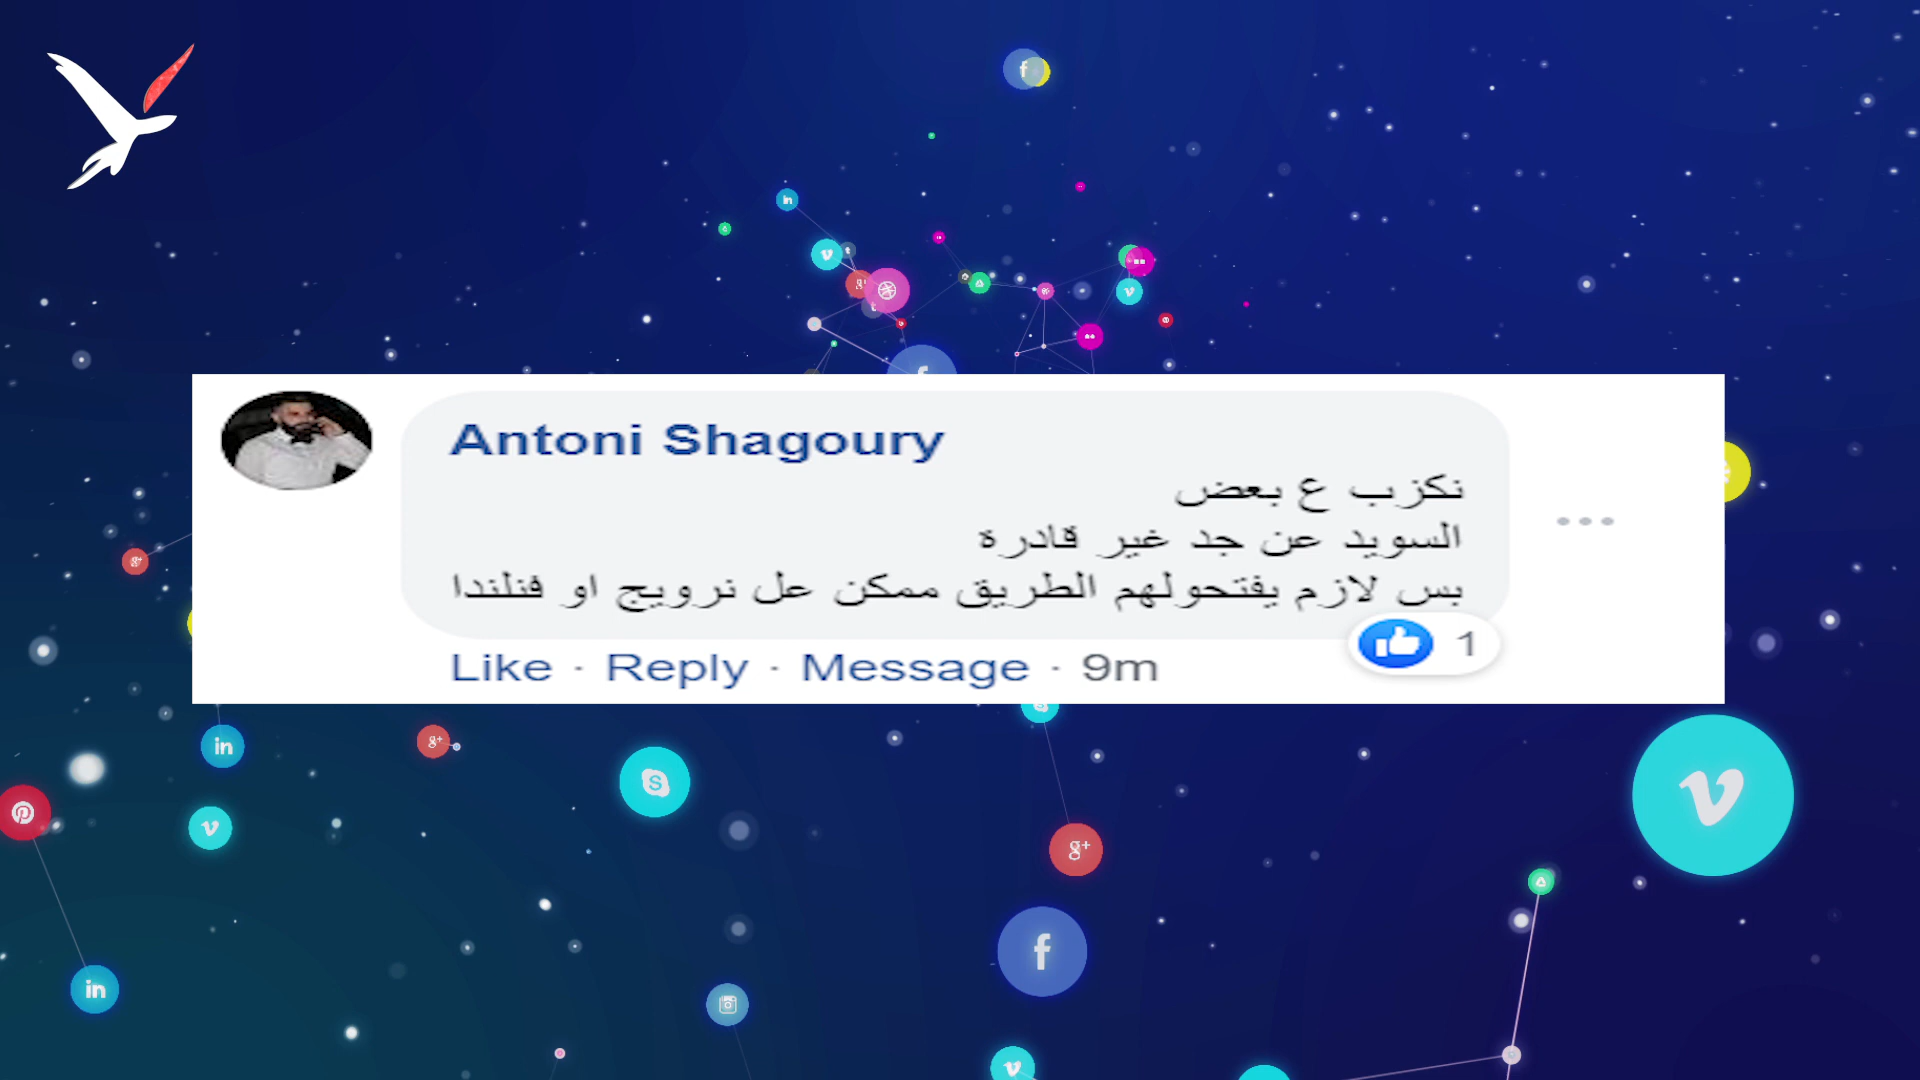 Antoni Shagoury
نكزب ع بعض
السويد عن جد غير قادرة
بس لازم يفتحولهم الطريق ممكن عل نرويج او فنلندا
1
Like · Reply · Message · 9m